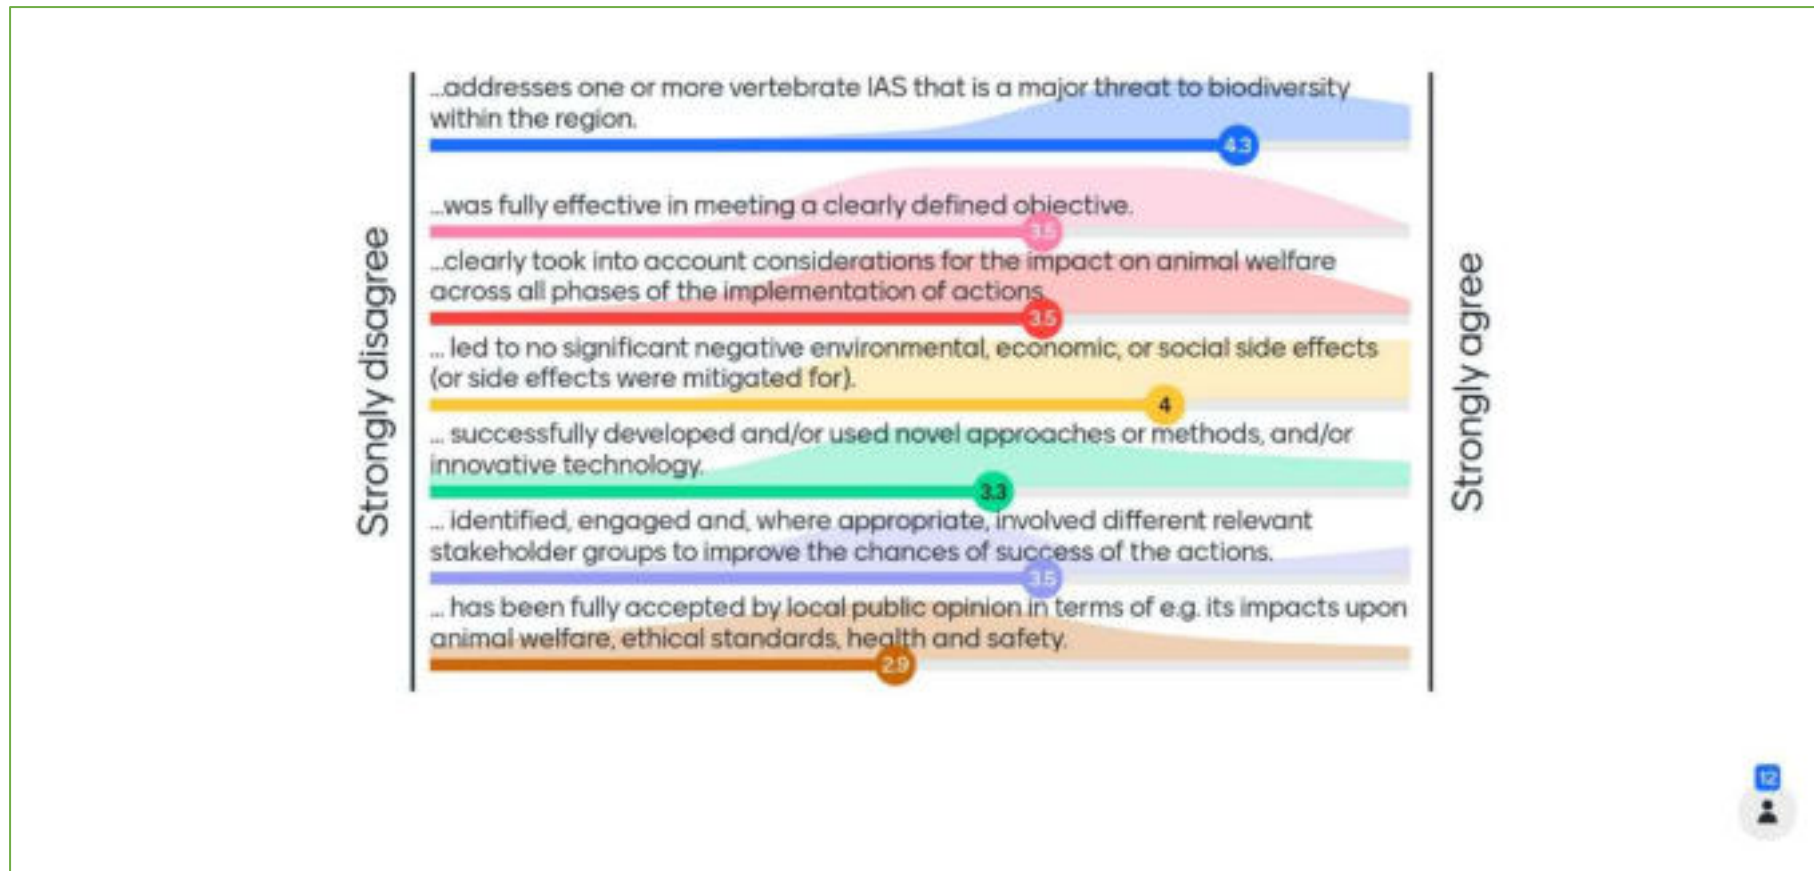 ...addresses one or more vertebrate IAS that is a major threat to biodiversity
within the region.
4.3
...was fully effective in meeting a clearly defined objective.
3.5
...clearly took into account considerations for the impact on animal welfare
across all phases of the implementation of actions.
3.5
... led to no significant negative environmental, economic, or social side effects
(or side effects were mitigated for).
4
... successfully developed and/or used novel approaches or methods, and/or
innovative technology.
3.3
... identified, engaged and, where appropriate, involved different relevant
stakeholder groups to improve the chances of success of the actions.
3.5
... has been fully accepted by local public opinion in terms of e.g. its impacts upon
animal welfare, ethical standards, health and safety.
2.9
Strongly disagree
Strongly agree
12